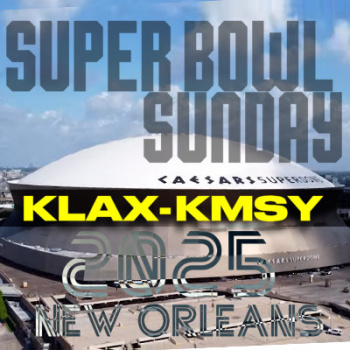 SUPER BOWL
SUNDAY
CAESARS SUPERDOME
KLAX-KMSY
2025
NEW ORLEANS